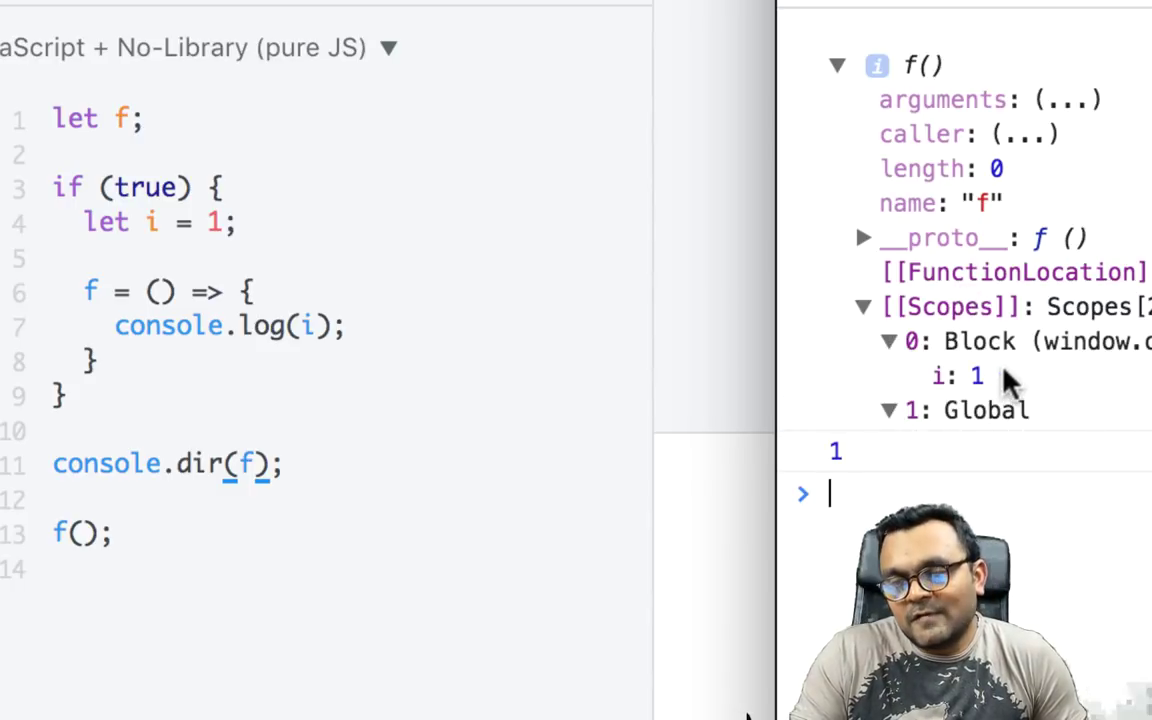 aScript + No-Library (pure JS) ▼
1 let f;
2
3 if (true) {
4 let i = 1;
5
6 f = () => {
7 console.log(i);
8 }
9 }
10
11 console.dir(f);
12
13 f();
14
▼ i f()
arguments: (...)
caller: (...)
length: 0
name: "f"
▶ __proto__: ƒ ()
[[FunctionLocation]
▼ [[Scopes]]: Scopes[2
▼ 0: Block (window.c
i: 1
▼ 1: Global
1
>